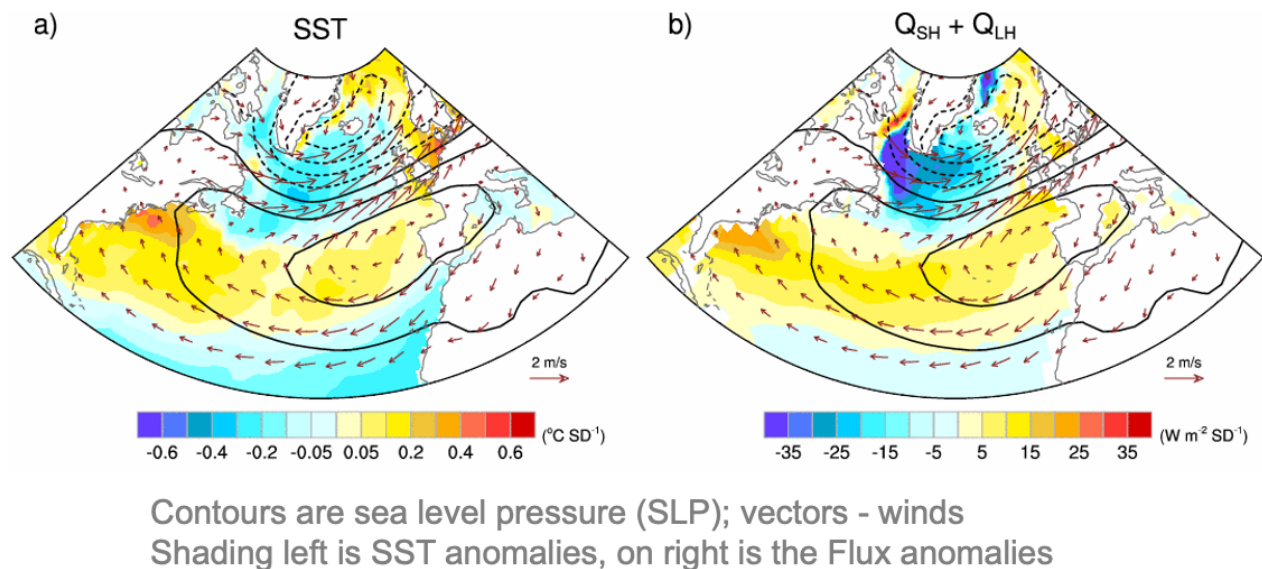 a) SST
b) Q_SH + Q_LH
2 m/s
2 m/s
-0.6 -0.4 -0.2 -0.05 0.05 0.2 0.4 0.6 (°C SD⁻¹)
-35 -25 -15 -5 5 15 25 35 (W m⁻² SD⁻¹)
Contours are sea level pressure (SLP); vectors - winds
Shading left is SST anomalies, on right is the Flux anomalies